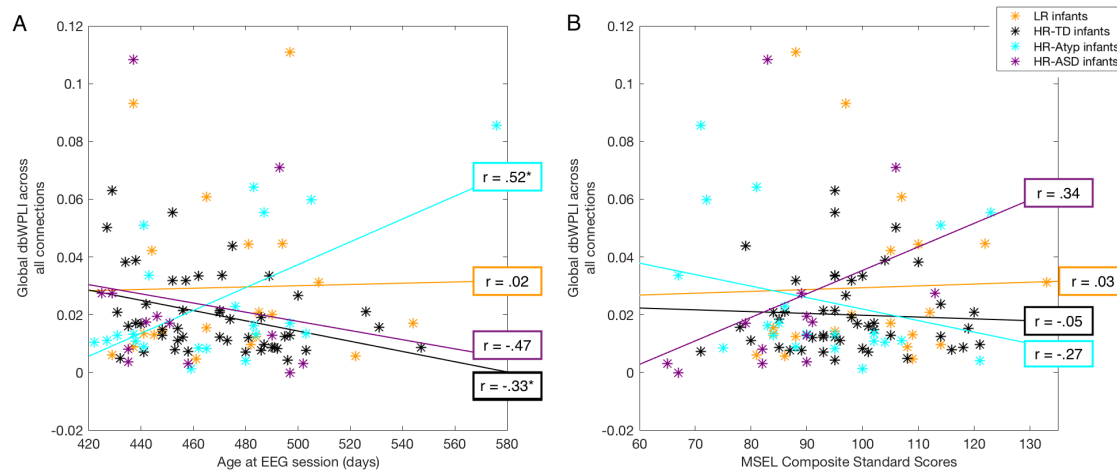 A
B
LR infants
HR-TD infants
HR-Atyp infants
HR-ASD infants
0.12
0.1
0.08
0.06
0.04
0.02
0
-0.02
Global dbWPLI across
all connections
420 440 460 480 500 520 540 560 580
Age at EEG session (days)
r = .52*
r = .02
r = -.47
r = -.33*
0.12
0.1
0.08
0.06
0.04
0.02
0
-0.02
Global dbWPLI across
all connections
60 70 80 90 100 110 120 130
MSEL Composite Standard Scores
r = .34
r = .03
r = -.05
r = -.27